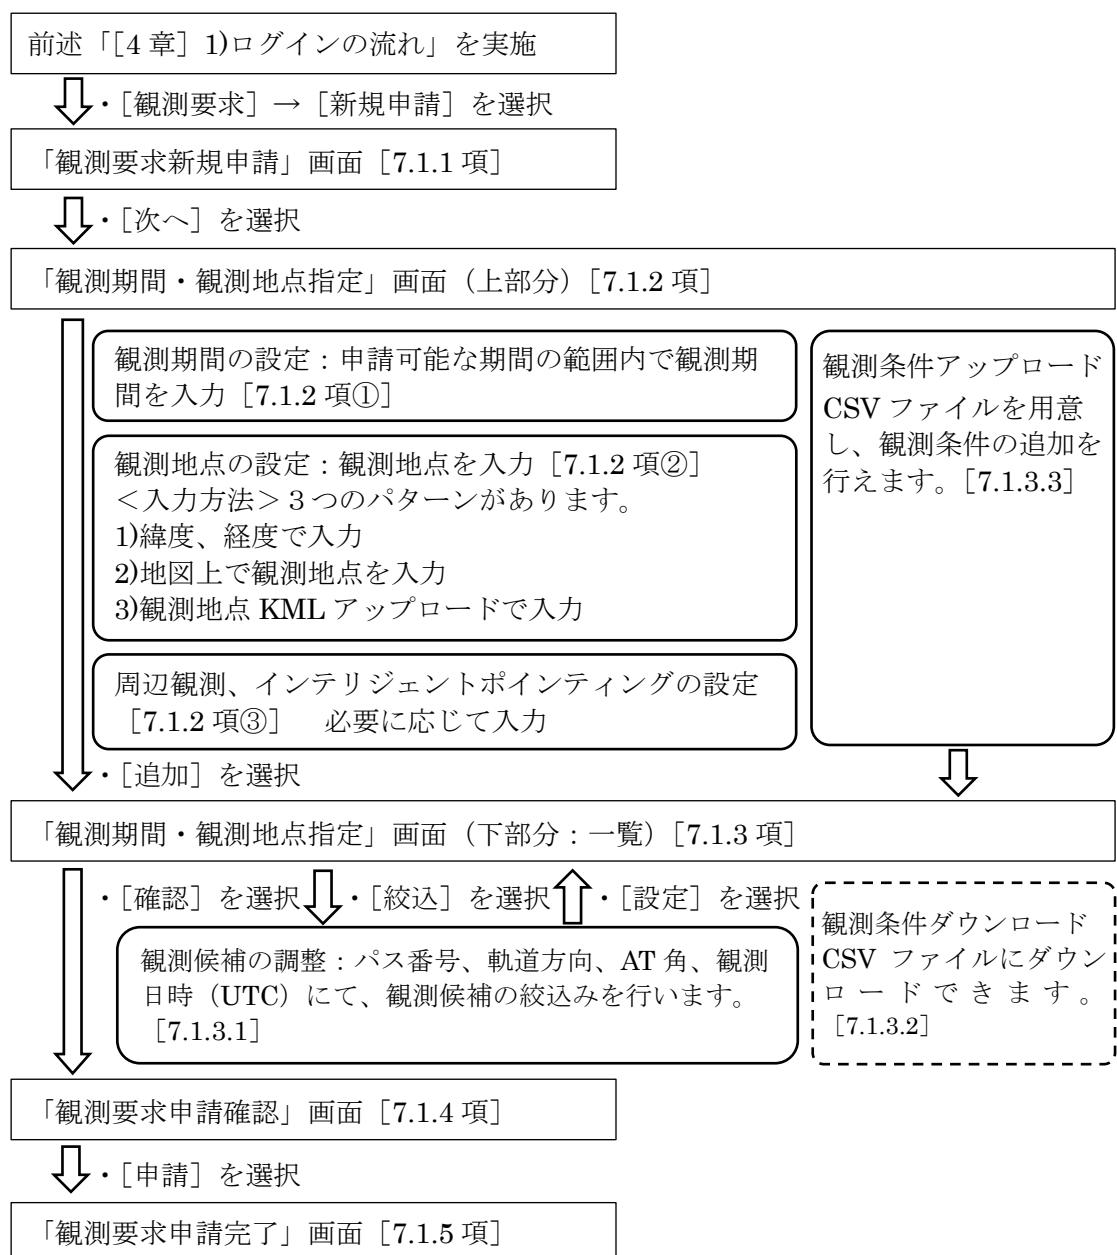 前述「[4 章］1)ログインの流れ」を実施
・［観測要求］→［新規申請］を選択
「観測要求新規申請」画面［7.1.1 項］
・［次へ］を選択
「観測期間・観測地点指定」画面（上部分）［7.1.2 項］
観測期間の設定：申請可能な期間の範囲内で観測期
間を入力［7.1.2 項①］
観測地点の設定：観測地点を入力［7.1.2 項②］
＜入力方法＞３つのパターンがあります。
1)緯度、経度で入力
2)地図上で観測地点を入力
3)観測地点 KML アップロードで入力
周辺観測、インテリジェントポインティングの設定
［7.1.2 項③］　必要に応じて入力
観測条件アップロード
CSV ファイルを用意
し、観測条件の追加を
行えます。［7.1.3.3］
・［追加］を選択
「観測期間・観測地点指定」画面（下部分：一覧）［7.1.3 項］
・［確認］を選択
・［絞込］を選択
・［設定］を選択
観測候補の調整：パス番号、軌道方向、AT 角、観測
日時（UTC）にて、観測候補の絞込みを行います。
［7.1.3.1］
観測条件ダウンロード
CSV ファイルにダウン
ロードできます。
［7.1.3.2］
「観測要求申請確認」画面［7.1.4 項］
・［申請］を選択
「観測要求申請完了」画面［7.1.5 項］